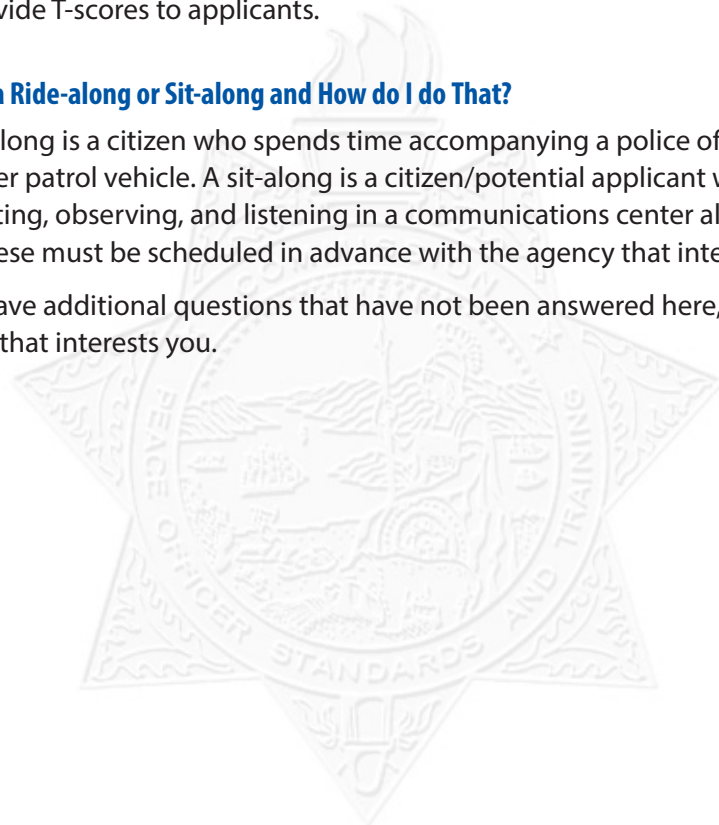 vide T-scores to applicants.
a Ride-along or Sit-along and How do I do That?
long is a citizen who spends time accompanying a police of
er patrol vehicle. A sit-along is a citizen/potential applicant w
ting, observing, and listening in a communications center al
ese must be scheduled in advance with the agency that inte
ave additional questions that have not been answered here,
that interests you.
COMMISSION ON
PEACE OFFICER STANDARDS AND TRAINING